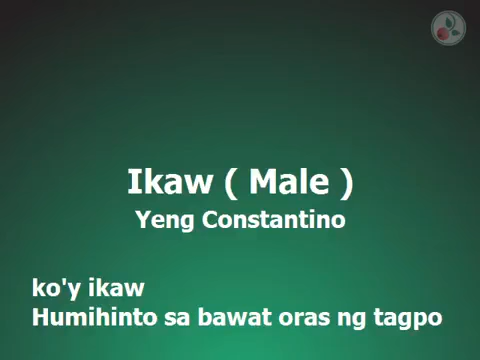 Ikaw ( Male )
Yeng Constantino
ko'y ikaw
Humihinto sa bawat oras ng tagpo